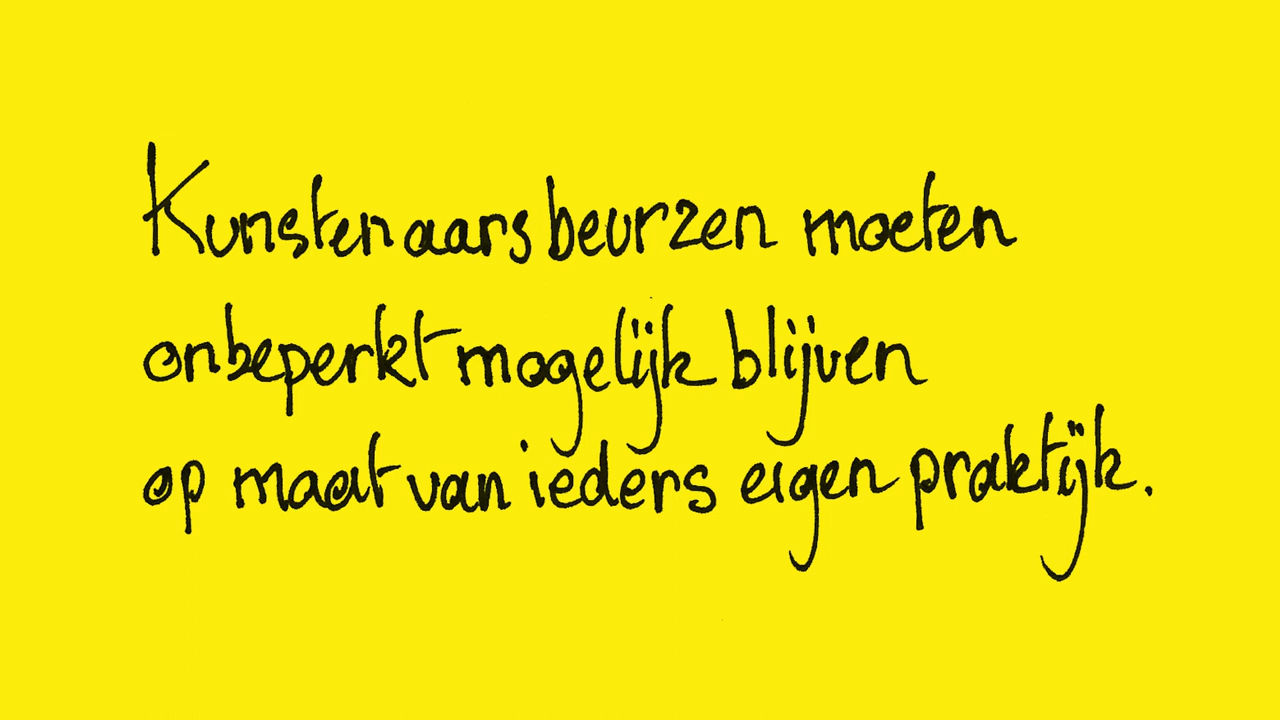 Kunstenaarsbeurzen moeten
onbeperkt mogelijk blijven
op maat van ieders eigen praktijk.